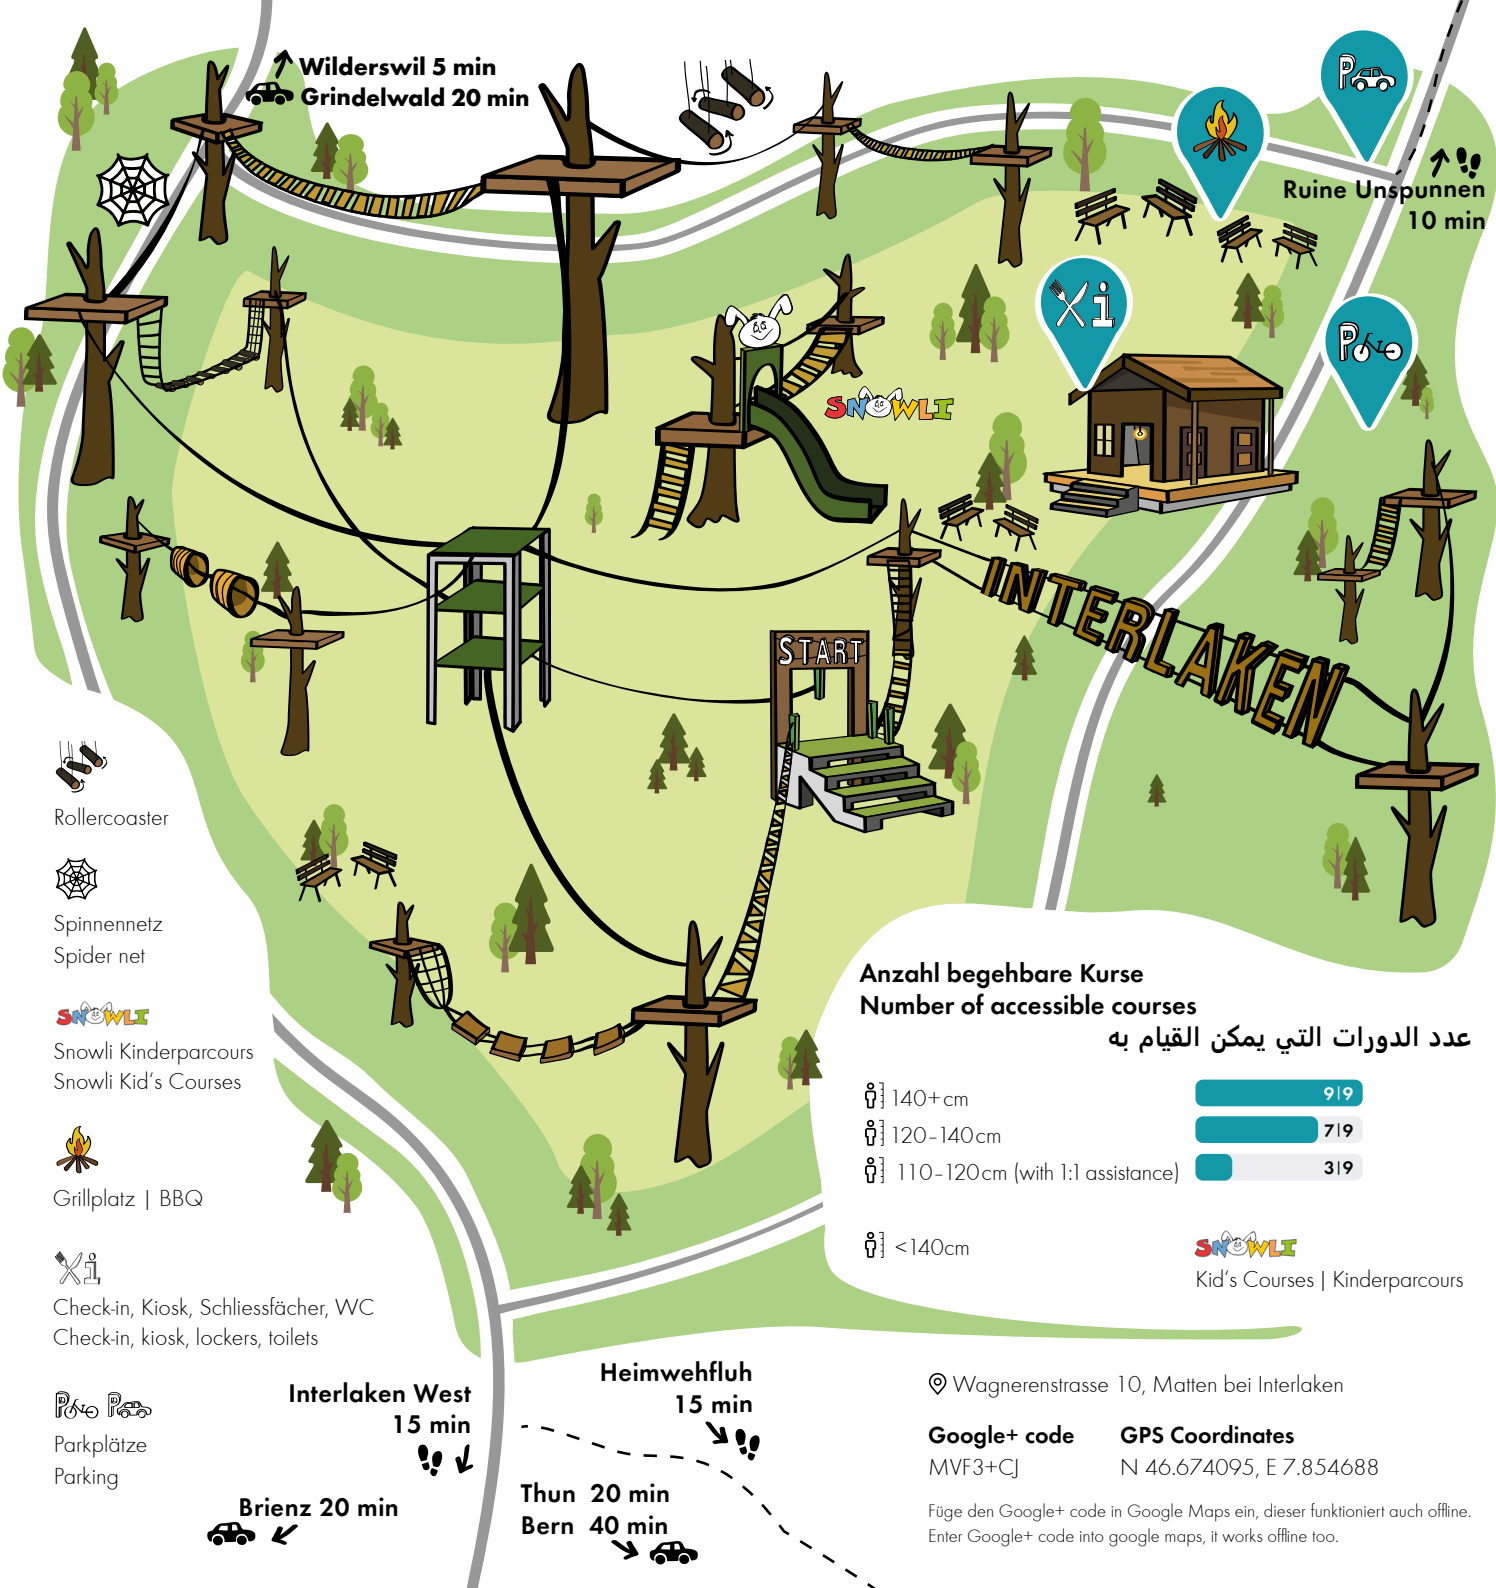 Wilderswil 5 min
Grindelwald 20 min
Ruine Unspunnen
10 min
P
i
P
SNOWLI
INTERLAKEN
START
Rollercoaster
Spinnennetz
Spider net
SNOWLI
Snowli Kinderparcours
Snowli Kid's Courses
Grillplatz | BBQ
i
Check-in, Kiosk, Schliessfächer, WC
Check-in, kiosk, lockers, toilets
P P
Parkplätze
Parking
Anzahl begehbare Kurse
Number of accessible courses
عدد الدورات التي يمكن القيام به
140+cm 9|9
120–140cm 7|9
110–120cm (with 1:1 assistance) 3|9
<140cm SNOWLI
Kid's Courses | Kinderparcours
Interlaken West
15 min
Brienz 20 min
Heimwehfluh
15 min
Thun 20 min
Bern 40 min
Wagnerenstrasse 10, Matten bei Interlaken
Google+ code GPS Coordinates
MVF3+CJ N 46.674095, E 7.854688
Füge den Google+ code in Google Maps ein, dieser funktioniert auch offline.
Enter Google+ code into google maps, it works offline too.